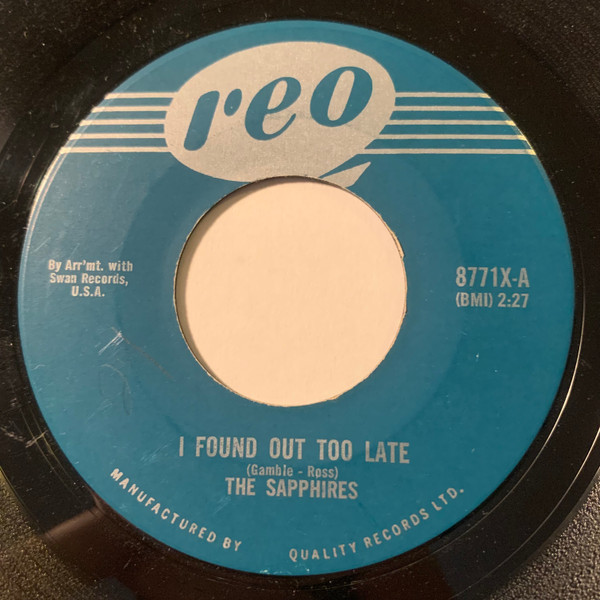 reo
By Arr'mt. with
Swan Records,
U.S.A.
8771X-A
(BMI) 2:27
I FOUND OUT TOO LATE
(Gamble - Ross)
THE SAPPHIRES
MANUFACTURED BY QUALITY RECORDS LTD.